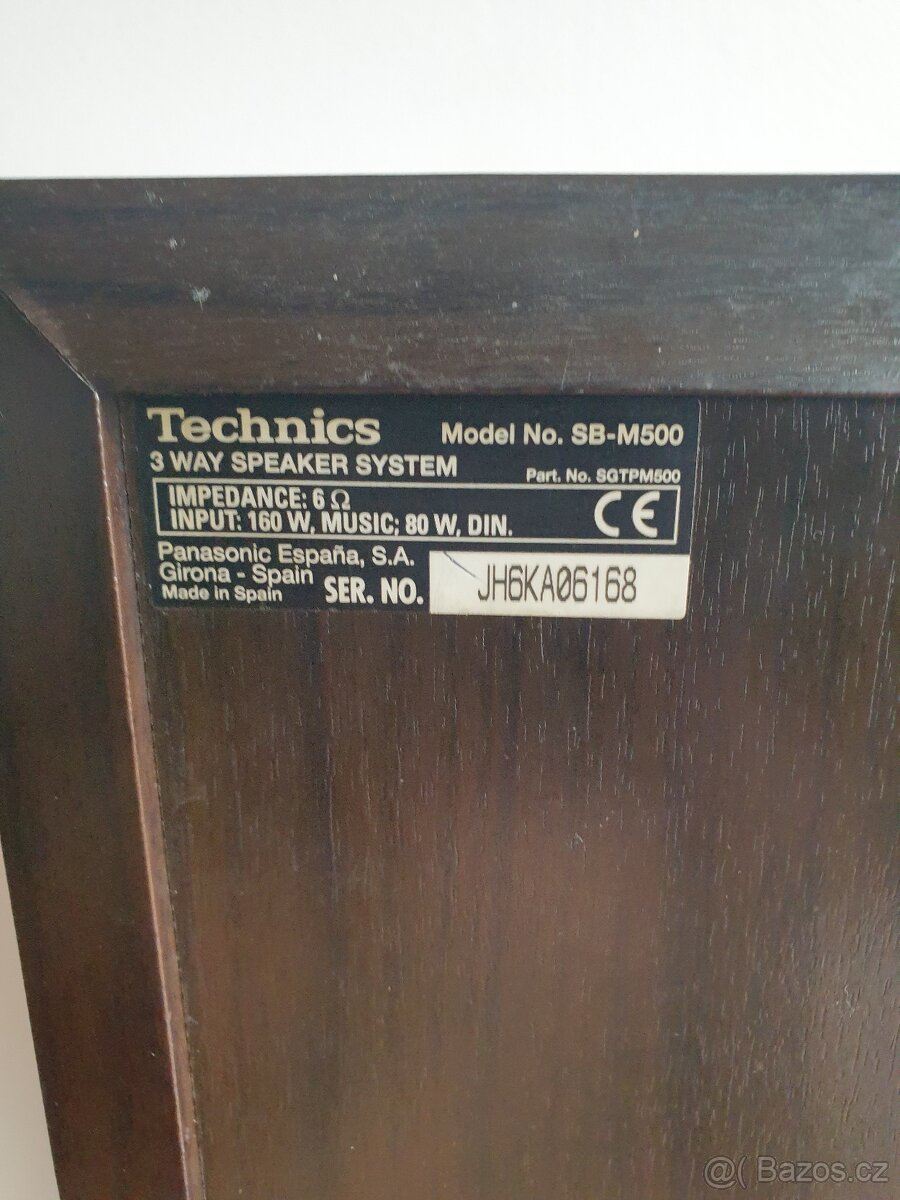 Technics Model No. SB-M500
3 WAY SPEAKER SYSTEM Part. No. SGTPM500
IMPEDANCE: 6 Ω
INPUT: 160 W, MUSIC; 80 W, DIN. CE
Panasonic España, S.A.
Girona - Spain
Made in Spain SER. NO. JH6KA06168
@( Bazos.cz